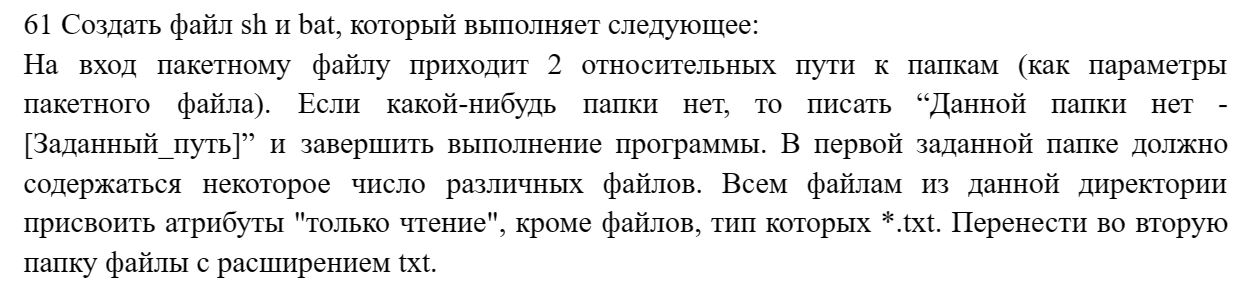 61 Создать файл sh и bat, который выполняет следующее:
На вход пакетному файлу приходит 2 относительных пути к папкам (как параметры
пакетного файла). Если какой-нибудь папки нет, то писать “Данной папки нет -
[Заданный_путь]” и завершить выполнение программы. В первой заданной папке должно
содержаться некоторое число различных файлов. Всем файлам из данной директории
присвоить атрибуты "только чтение", кроме файлов, тип которых *.txt. Перенести во вторую
папку файлы с расширением txt.